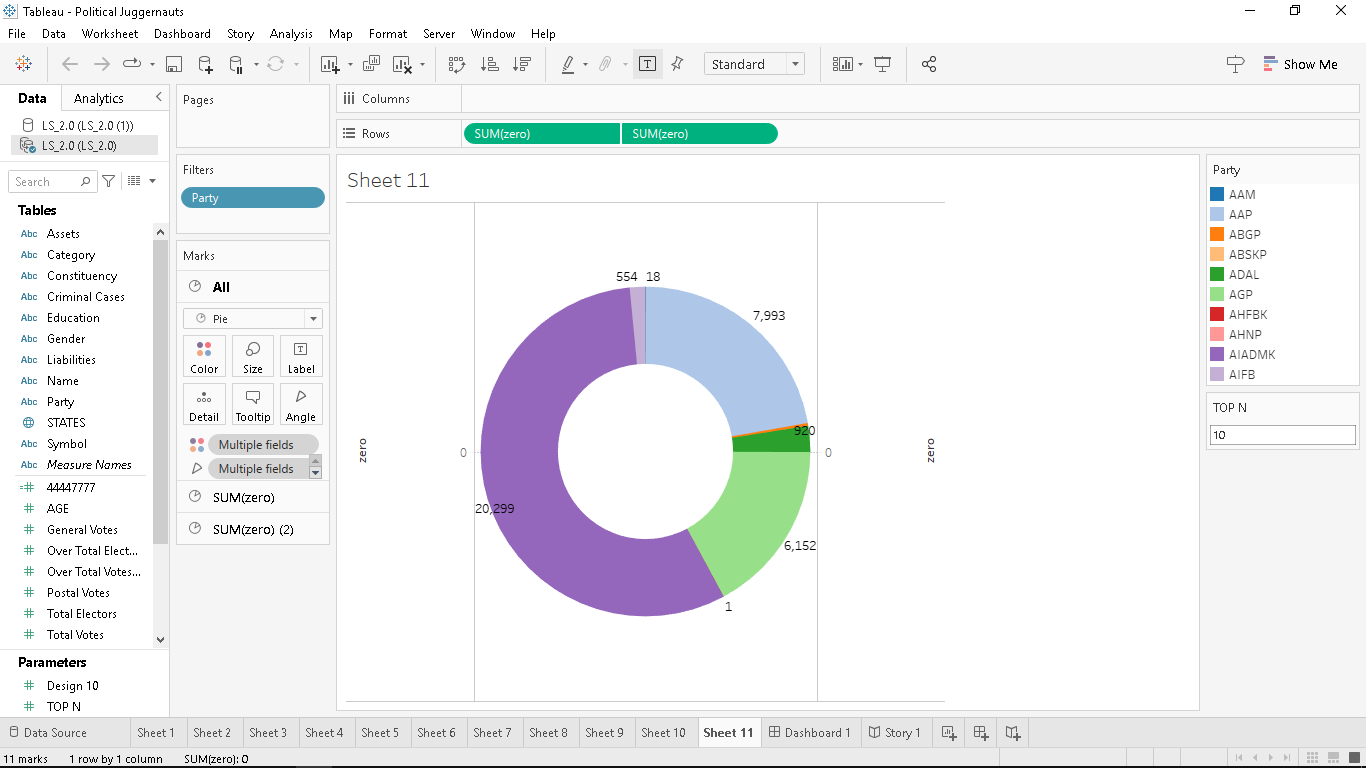 Tableau - Political Juggernauts
File Data Worksheet Dashboard Story Analysis Map Format Server Window Help
Standard
Show Me
Data Analytics
LS_2.0 (LS_2.0 (1))
LS_2.0 (LS_2.0)
Search
Tables
Abc Assets
Abc Category
Abc Constituency
Abc Criminal Cases
Abc Education
Abc Gender
Abc Liabilities
Abc Name
Abc Party
STATES
Abc Symbol
Abc Measure Names
=# 44447777
# AGE
# General Votes
# Over Total Elect...
# Over Total Votes...
# Postal Votes
# Total Electors
# Total Votes
Parameters
# Design 10
# TOP N
Pages
Filters
Party
Marks
All
Pie
Color Size Label
Detail Tooltip Angle
Multiple fields
Multiple fields
SUM(zero)
SUM(zero) (2)
Columns
Rows SUM(zero) SUM(zero)
Sheet 11
554 18
7,993
920
zero 0 0 zero
20,299
6,152
1
Party
AAM
AAP
ABGP
ABSKP
ADAL
AGP
AHFBK
AHNP
AIADMK
AIFB
TOP N
10
Data Source Sheet 1 Sheet 2 Sheet 3 Sheet 4 Sheet 5 Sheet 6 Sheet 7 Sheet 8 Sheet 9 Sheet 10 Sheet 11 Dashboard 1 Story 1
11 marks 1 row by 1 column SUM(zero): 0